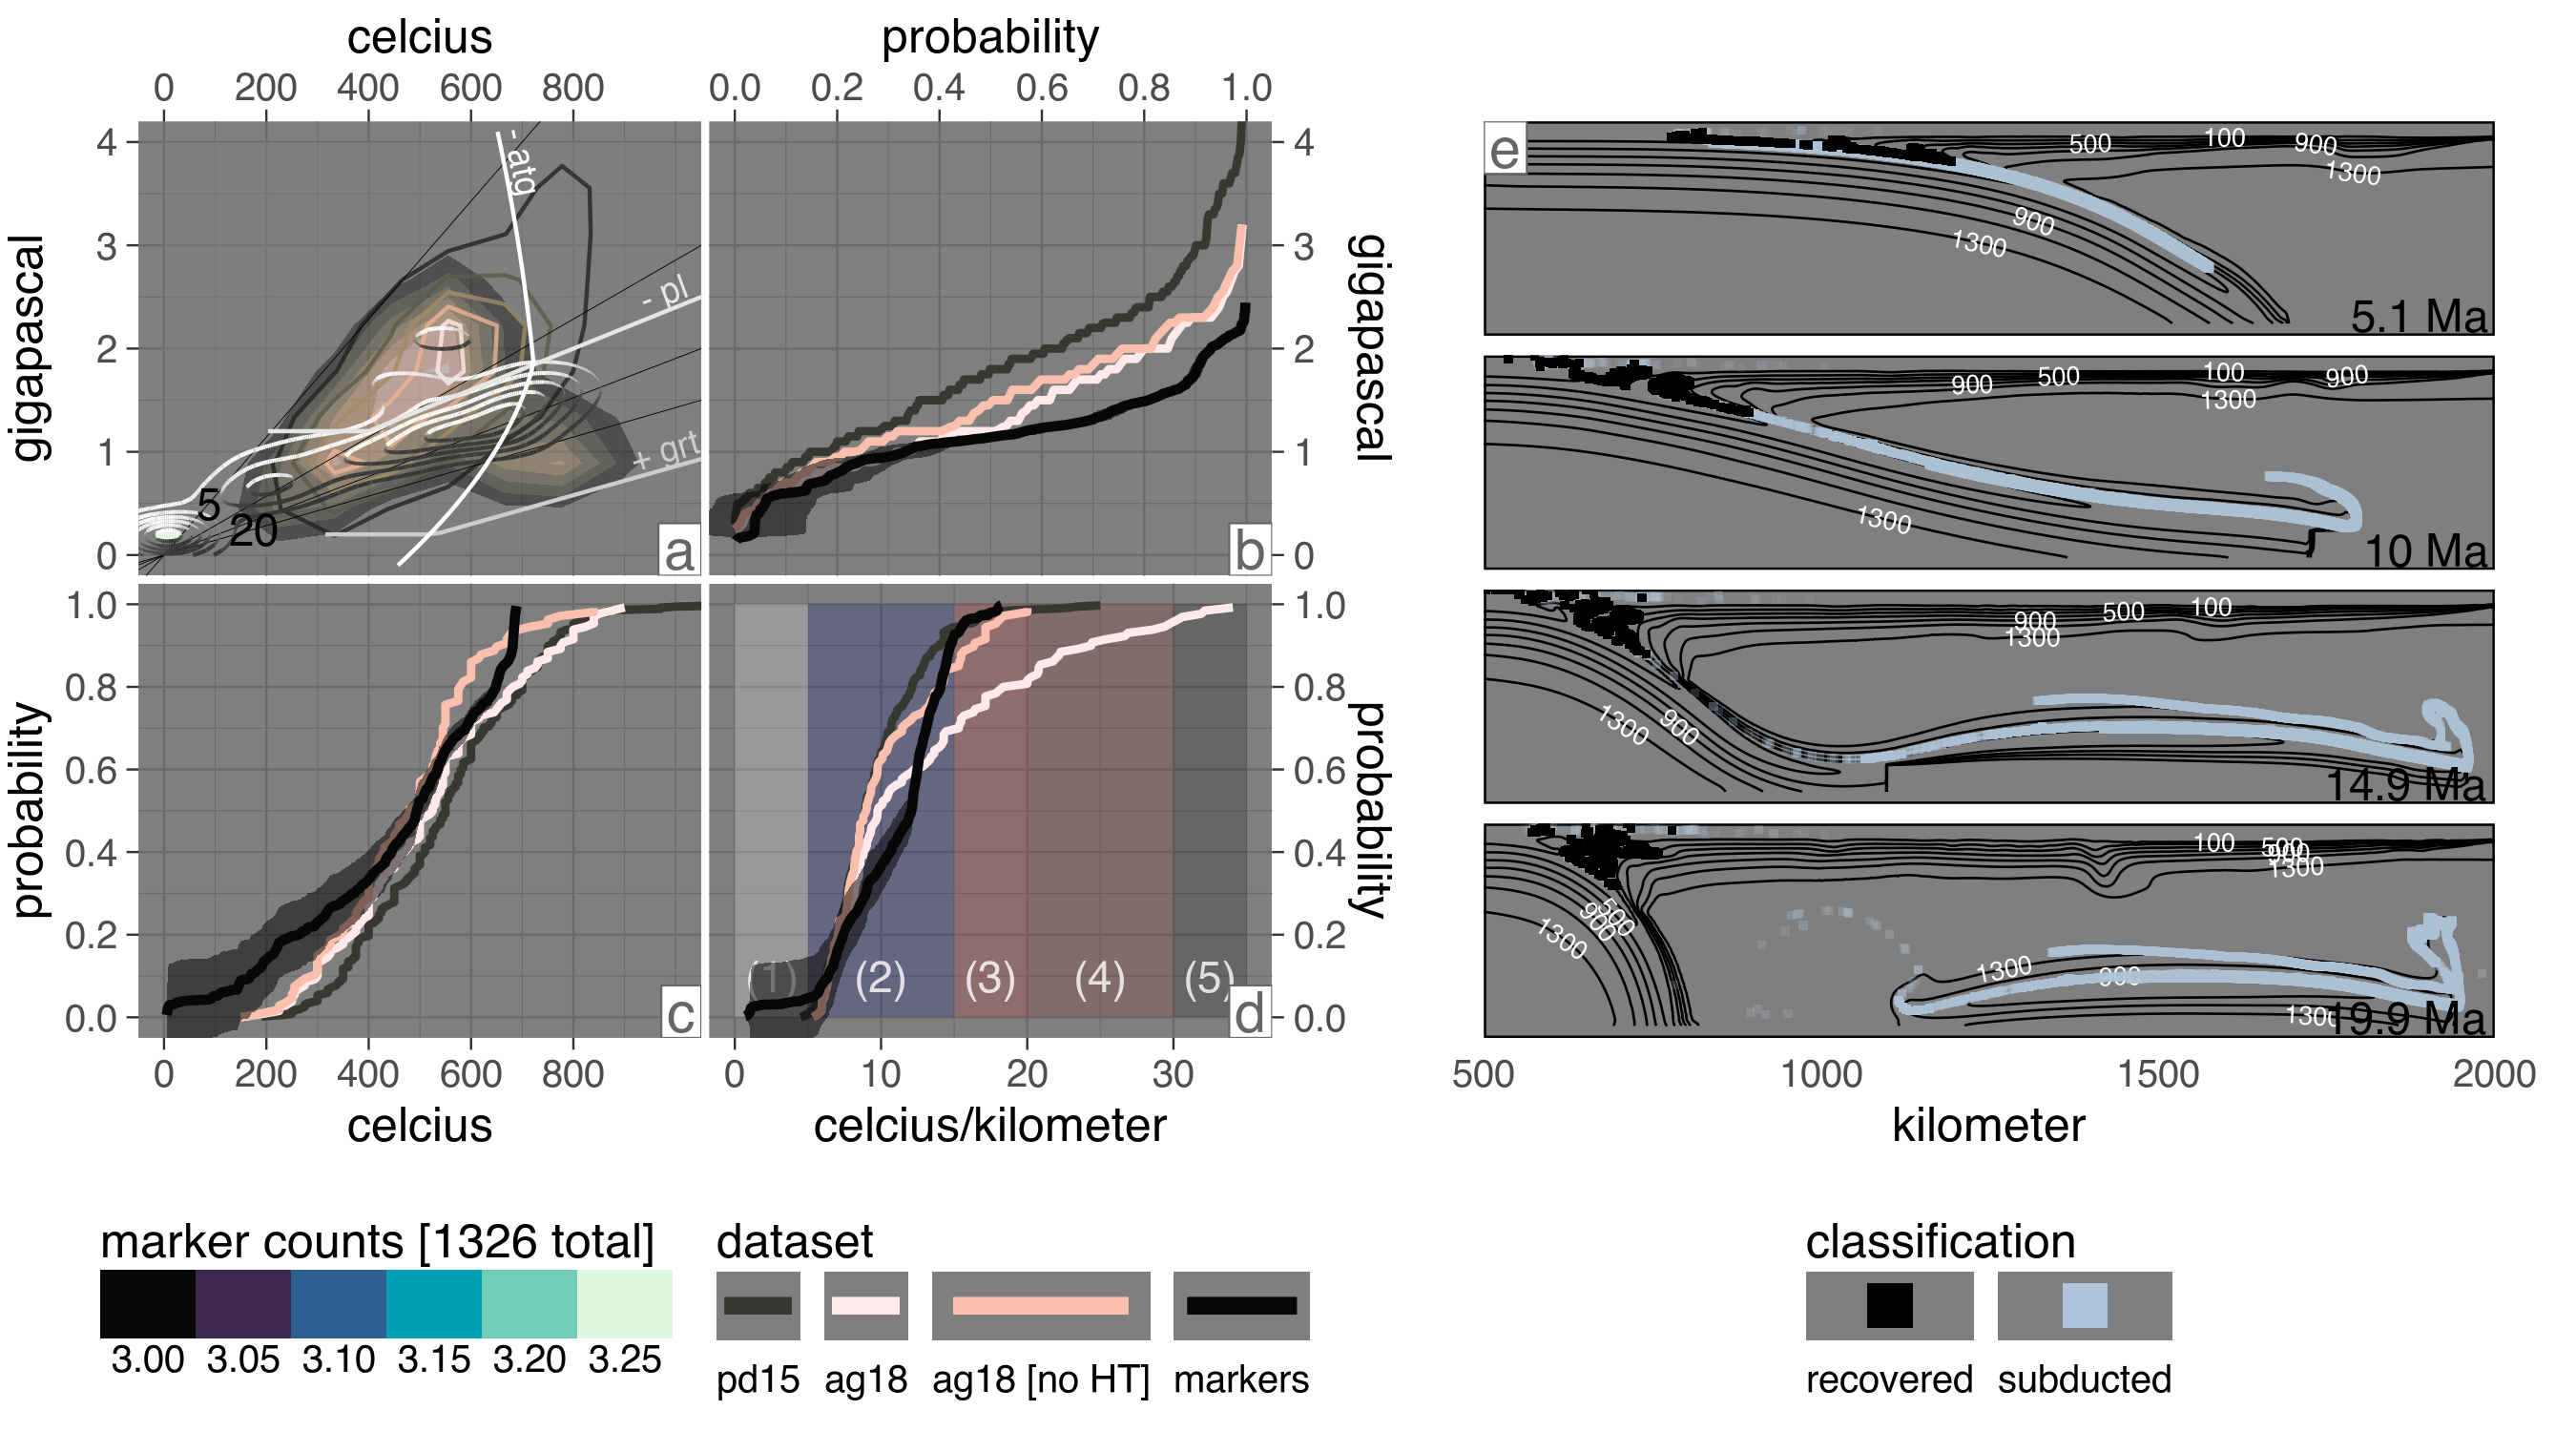 celcius
probability
0 200 400 600 800
0.0 0.2 0.4 0.6 0.8 1.0
gigapascal
4
3
2
1
0
- atg
- pl
+ grt
5
20
a
b
4
3
2
1
0
gigapascal
probability
1.0
0.8
0.6
0.4
0.2
0.0
c
(1) (2) (3) (4) (5)
d
1.0
0.8
0.6
0.4
0.2
0.0
probability
0 200 400 600 800
0 10 20 30
celcius
celcius/kilometer
e
500 100 900
1300
900
1300
5.1 Ma
900 500 100 900
1300
1300
10 Ma
900 500 100
1300
1300 900
14.9 Ma
100 500
900
1300
500
900
1300
1300 900
1300
19.9 Ma
500 1000 1500 2000
kilometer
marker counts [1326 total]
3.00 3.05 3.10 3.15 3.20 3.25
dataset
pd15 ag18 ag18 [no HT] markers
classification
recovered subducted